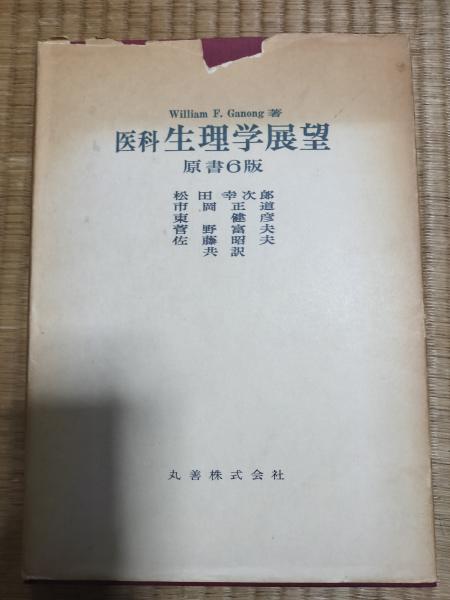 William F. Ganong 著
医科 生理学展望
原書6版
松田幸次郎
市岡正道
東健彦
菅野富夫
佐藤昭夫
共訳
丸善株式会社